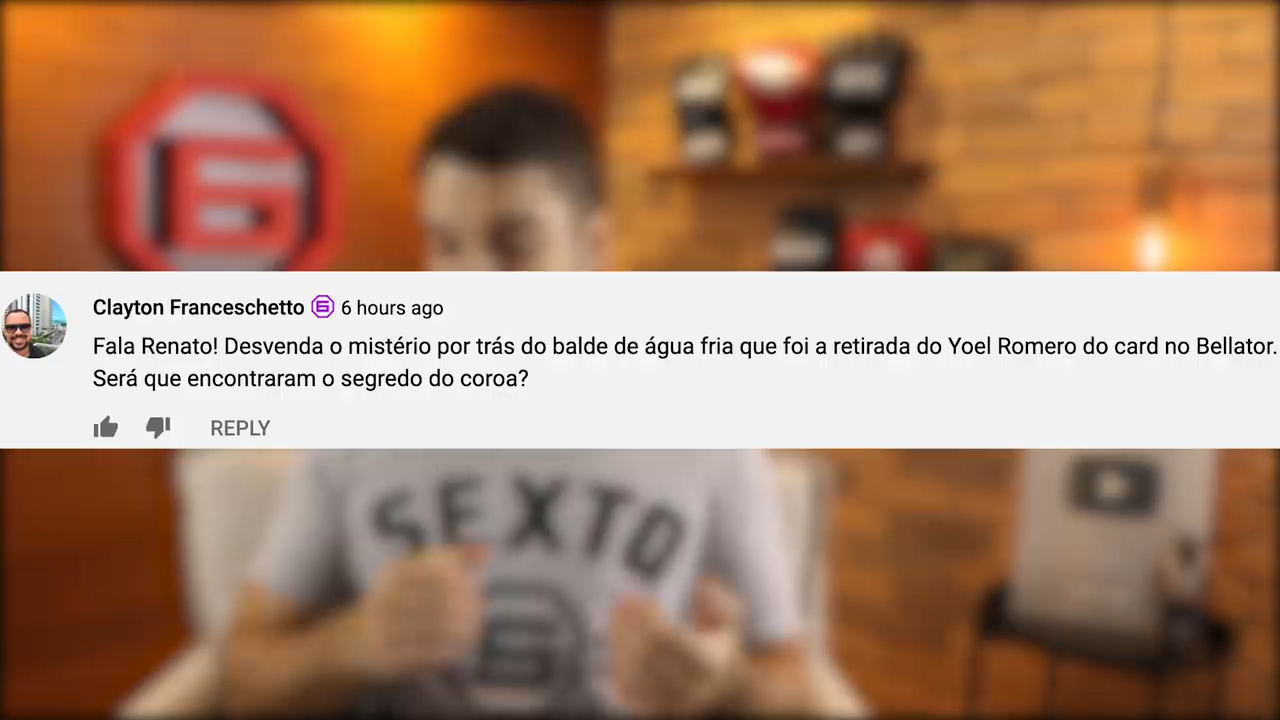 Clayton Franceschetto 6 hours ago
Fala Renato! Desvenda o mistério por trás do balde de água fria que foi a retirada do Yoel Romero do card no Bellator.
Será que encontraram o segredo do coroa?
REPLY
SEXTO